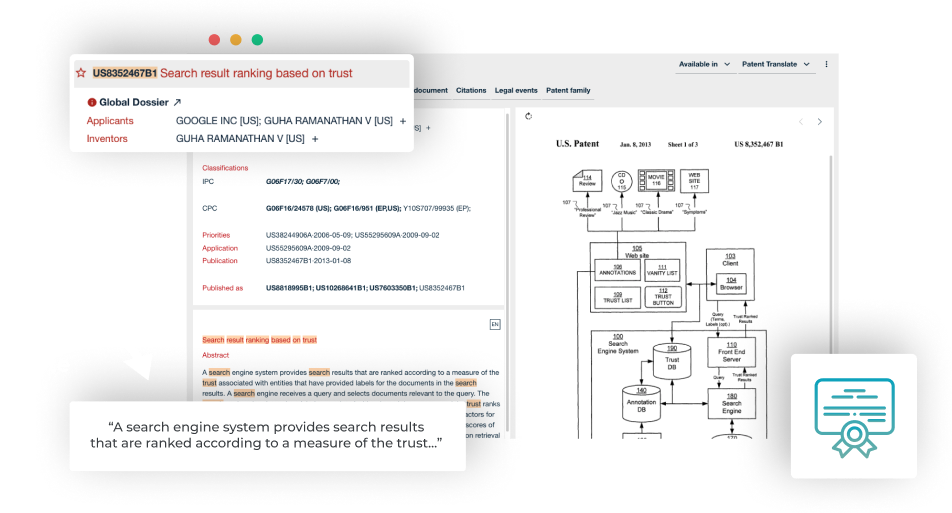 US8352467B1 Search result ranking based on trust
Global Dossier
Applicants GOOGLE INC [US]; GUHA RAMANATHAN V [US] +
Inventors GUHA RAMANATHAN V [US] +
Available in Patent Translate
document Citations Legal events Patent family
US] +
Classifications
IPC G06F17/30; G06F7/00;
CPC G06F16/24578 (US); G06F16/951 (EP,US); Y10S707/99935 (EP);
Priorities US38244906A·2006-05-09; US55295609A·2009-09-02
Application US55295609A·2009-09-02
Publication US8352467B1·2013-01-08
Published as US8818995B1; US10268641B1; US7603350B1; US8352467B1
EN
Search result ranking based on trust
Abstract
A search engine system provides search results that are ranked according to a measure of the
trust associated with entities that have provided labels for the documents in the search
results. A search engine receives a query and selects documents relevant to the query. The
trust ranks
actors for
scores of
on retrieval
“A search engine system provides search results
that are ranked according to a measure of the trust...”
U.S. Patent Jan. 8, 2013 Sheet 1 of 3 US 8,352,467 B1
114
Review
CD
O
115
MOVIE
116
WEB
SITE
117
107
"Professional
Review"
107
"Jazz Music"
107
"Classic Drama"
107
"Symptoms"
105
Web site
106
ANNOTATIONS
111
VANITY LIST
109
TRUST LIST
112
TRUST
BUTTON
103
Client
104
Browser
Query
(Terms,
Labels (opt.)
Trust Ranked
Results
100
Search
Engine System
190
Trust
DB
110
Front End
Server
Query
Trust Ranked
Results
140
Annotation
DB
180
Search
Engine
170